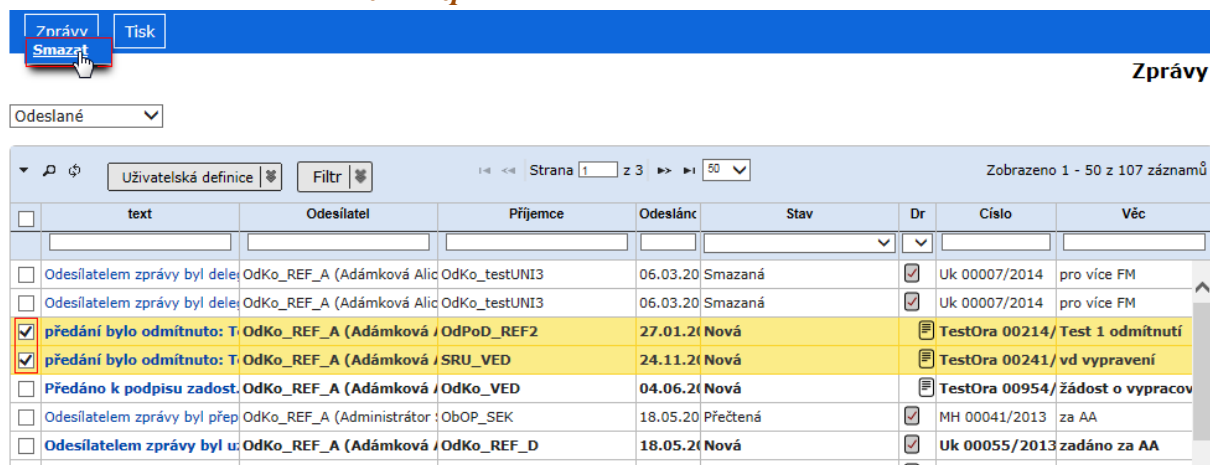 Zprávy Tisk
Smazat
Zprávy
Odeslané
Uživatelská definice Filtr Strana 1 z 3 50 Zobrazeno 1 - 50 z 107 záznamů
text Odesílatel Příjemce Odesláno Stav Dr Číslo Věc
Odesílatelem zprávy byl dele OdKo_REF_A (Adámková Alic OdKo_testUNI3 06.03.20 Smazaná Uk 00007/2014 pro více FM
Odesílatelem zprávy byl dele OdKo_REF_A (Adámková Alic OdKo_testUNI3 06.03.20 Smazaná Uk 00007/2014 pro více FM
předání bylo odmítnuto: T OdKo_REF_A (Adámková OdPoD_REF2 27.01.20 Nová TestOra 00214/ Test 1 odmítnutí
předání bylo odmítnuto: T OdKo_REF_A (Adámková SRU_VED 24.11.20 Nová TestOra 00241/ vd vypravení
Předáno k podpisu zadost. OdKo_REF_A (Adámková OdKo_VED 04.06.20 Nová TestOra 00954/ žádost o vypracov
Odesílatelem zprávy byl přep OdKo_REF_A (Administrátor ObOP_SEK 18.05.20 Přečtená MH 00041/2013 za AA
Odesílatelem zprávy byl u OdKo_REF_A (Adámková OdKo_REF_D 18.05.20 Nová Uk 00055/2013 zadáno za AA